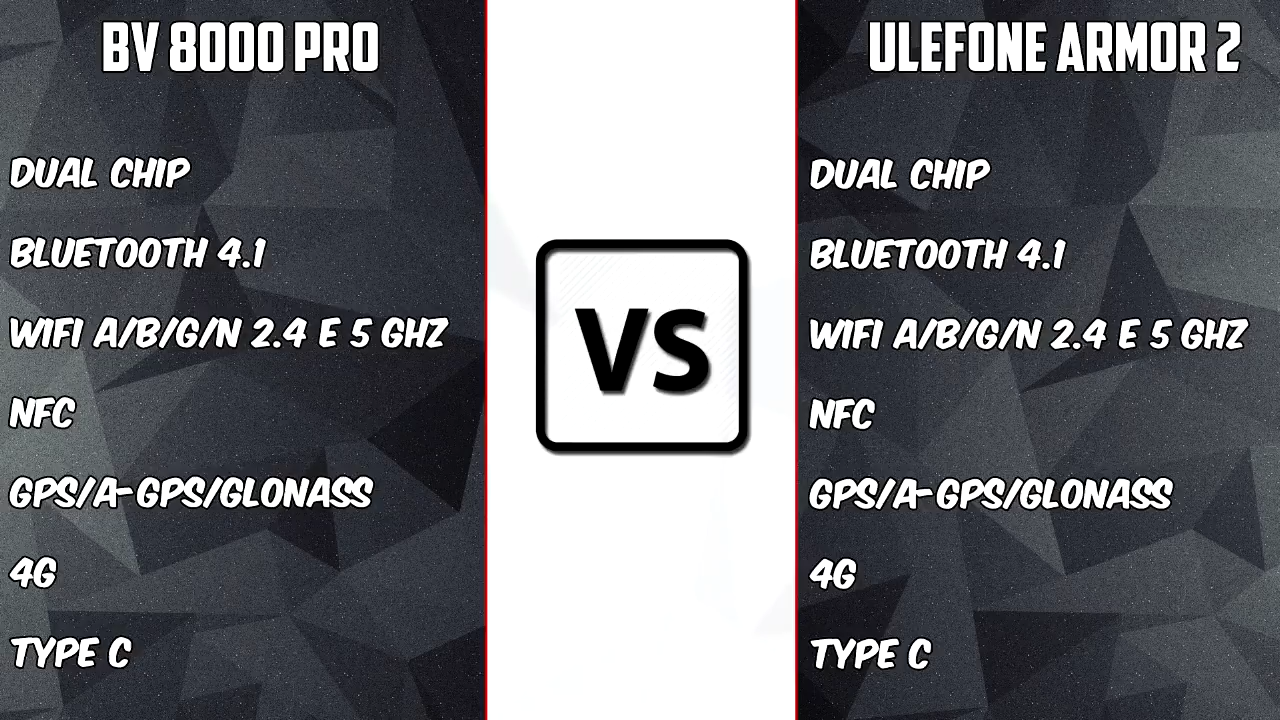 BV 8000 PRO
DUAL CHIP
BLUETOOTH 4.1
WIFI A/B/G/N 2.4 E 5 GHZ
NFC
GPS/A-GPS/GLONASS
4G
TYPE C
VS
ULEFONE ARMOR 2
DUAL CHIP
BLUETOOTH 4.1
WIFI A/B/G/N 2.4 E 5 GHZ
NFC
GPS/A-GPS/GLONASS
4G
TYPE C